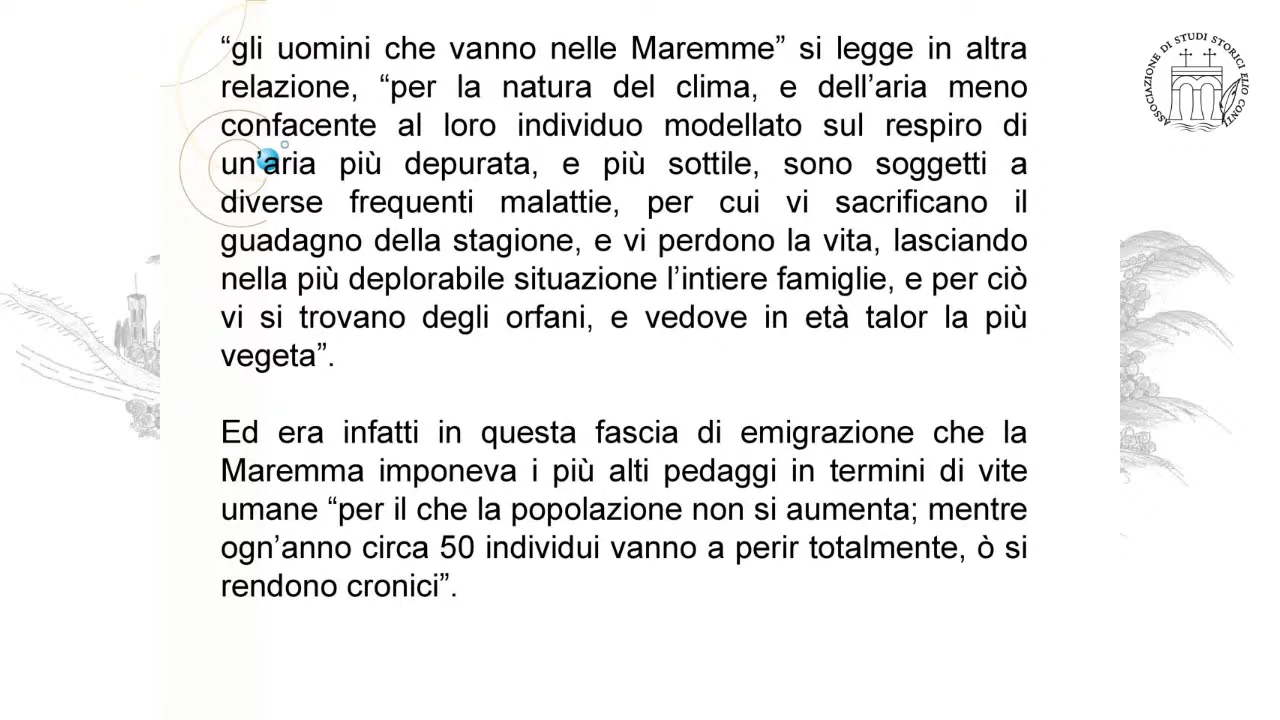 “gli uomini che vanno nelle Maremme” si legge in altra
relazione, “per la natura del clima, e dell’aria meno
confacente al loro individuo modellato sul respiro di
un’aria più depurata, e più sottile, sono soggetti a
diverse frequenti malattie, per cui vi sacrificano il
guadagno della stagione, e vi perdono la vita, lasciando
nella più deplorabile situazione l’intiere famiglie, e per ciò
vi si trovano degli orfani, e vedove in età talor la più
vegeta”.
Ed era infatti in questa fascia di emigrazione che la
Maremma imponeva i più alti pedaggi in termini di vite
umane “per il che la popolazione non si aumenta; mentre
ogn’anno circa 50 individui vanno a perir totalmente, ò si
rendono cronici”.
ASSOCIAZIONE DI STUDI STORICI ELIO CONTI